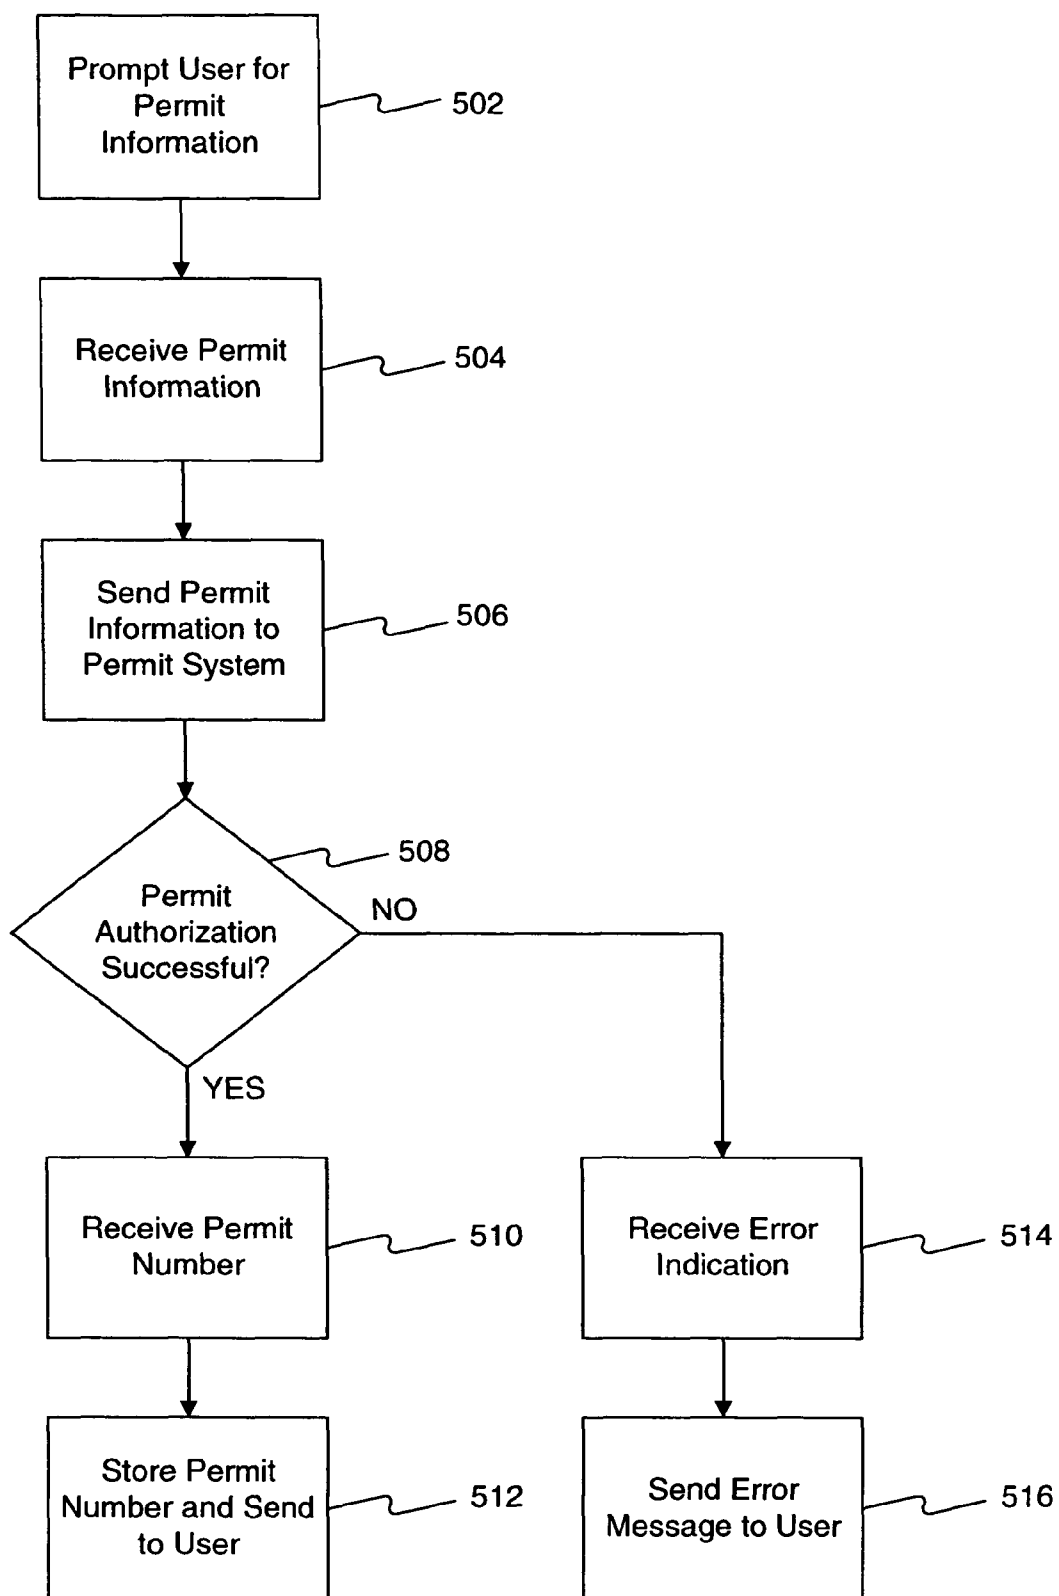 Prompt User for
Permit
Information
502
Receive Permit
Information
504
Send Permit
Information to
Permit System
506
508
Permit
Authorization
Successful?
NO
YES
Receive Permit
Number
510
Receive Error
Indication
514
Store Permit
Number and Send
to User
512
Send Error
Message to User
516